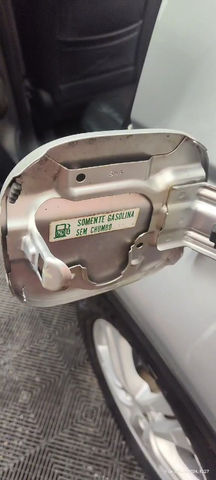 SOMENTE GASOLINA
SEM CHUMBO